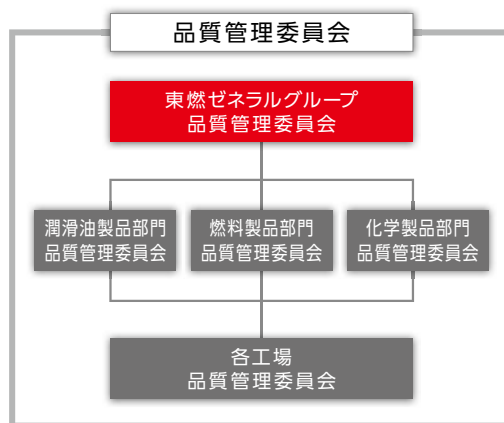 品質管理委員会
東燃ゼネラルグループ
品質管理委員会
潤滑油製品部門
品質管理委員会
燃料製品部門
品質管理委員会
化学製品部門
品質管理委員会
各工場
品質管理委員会